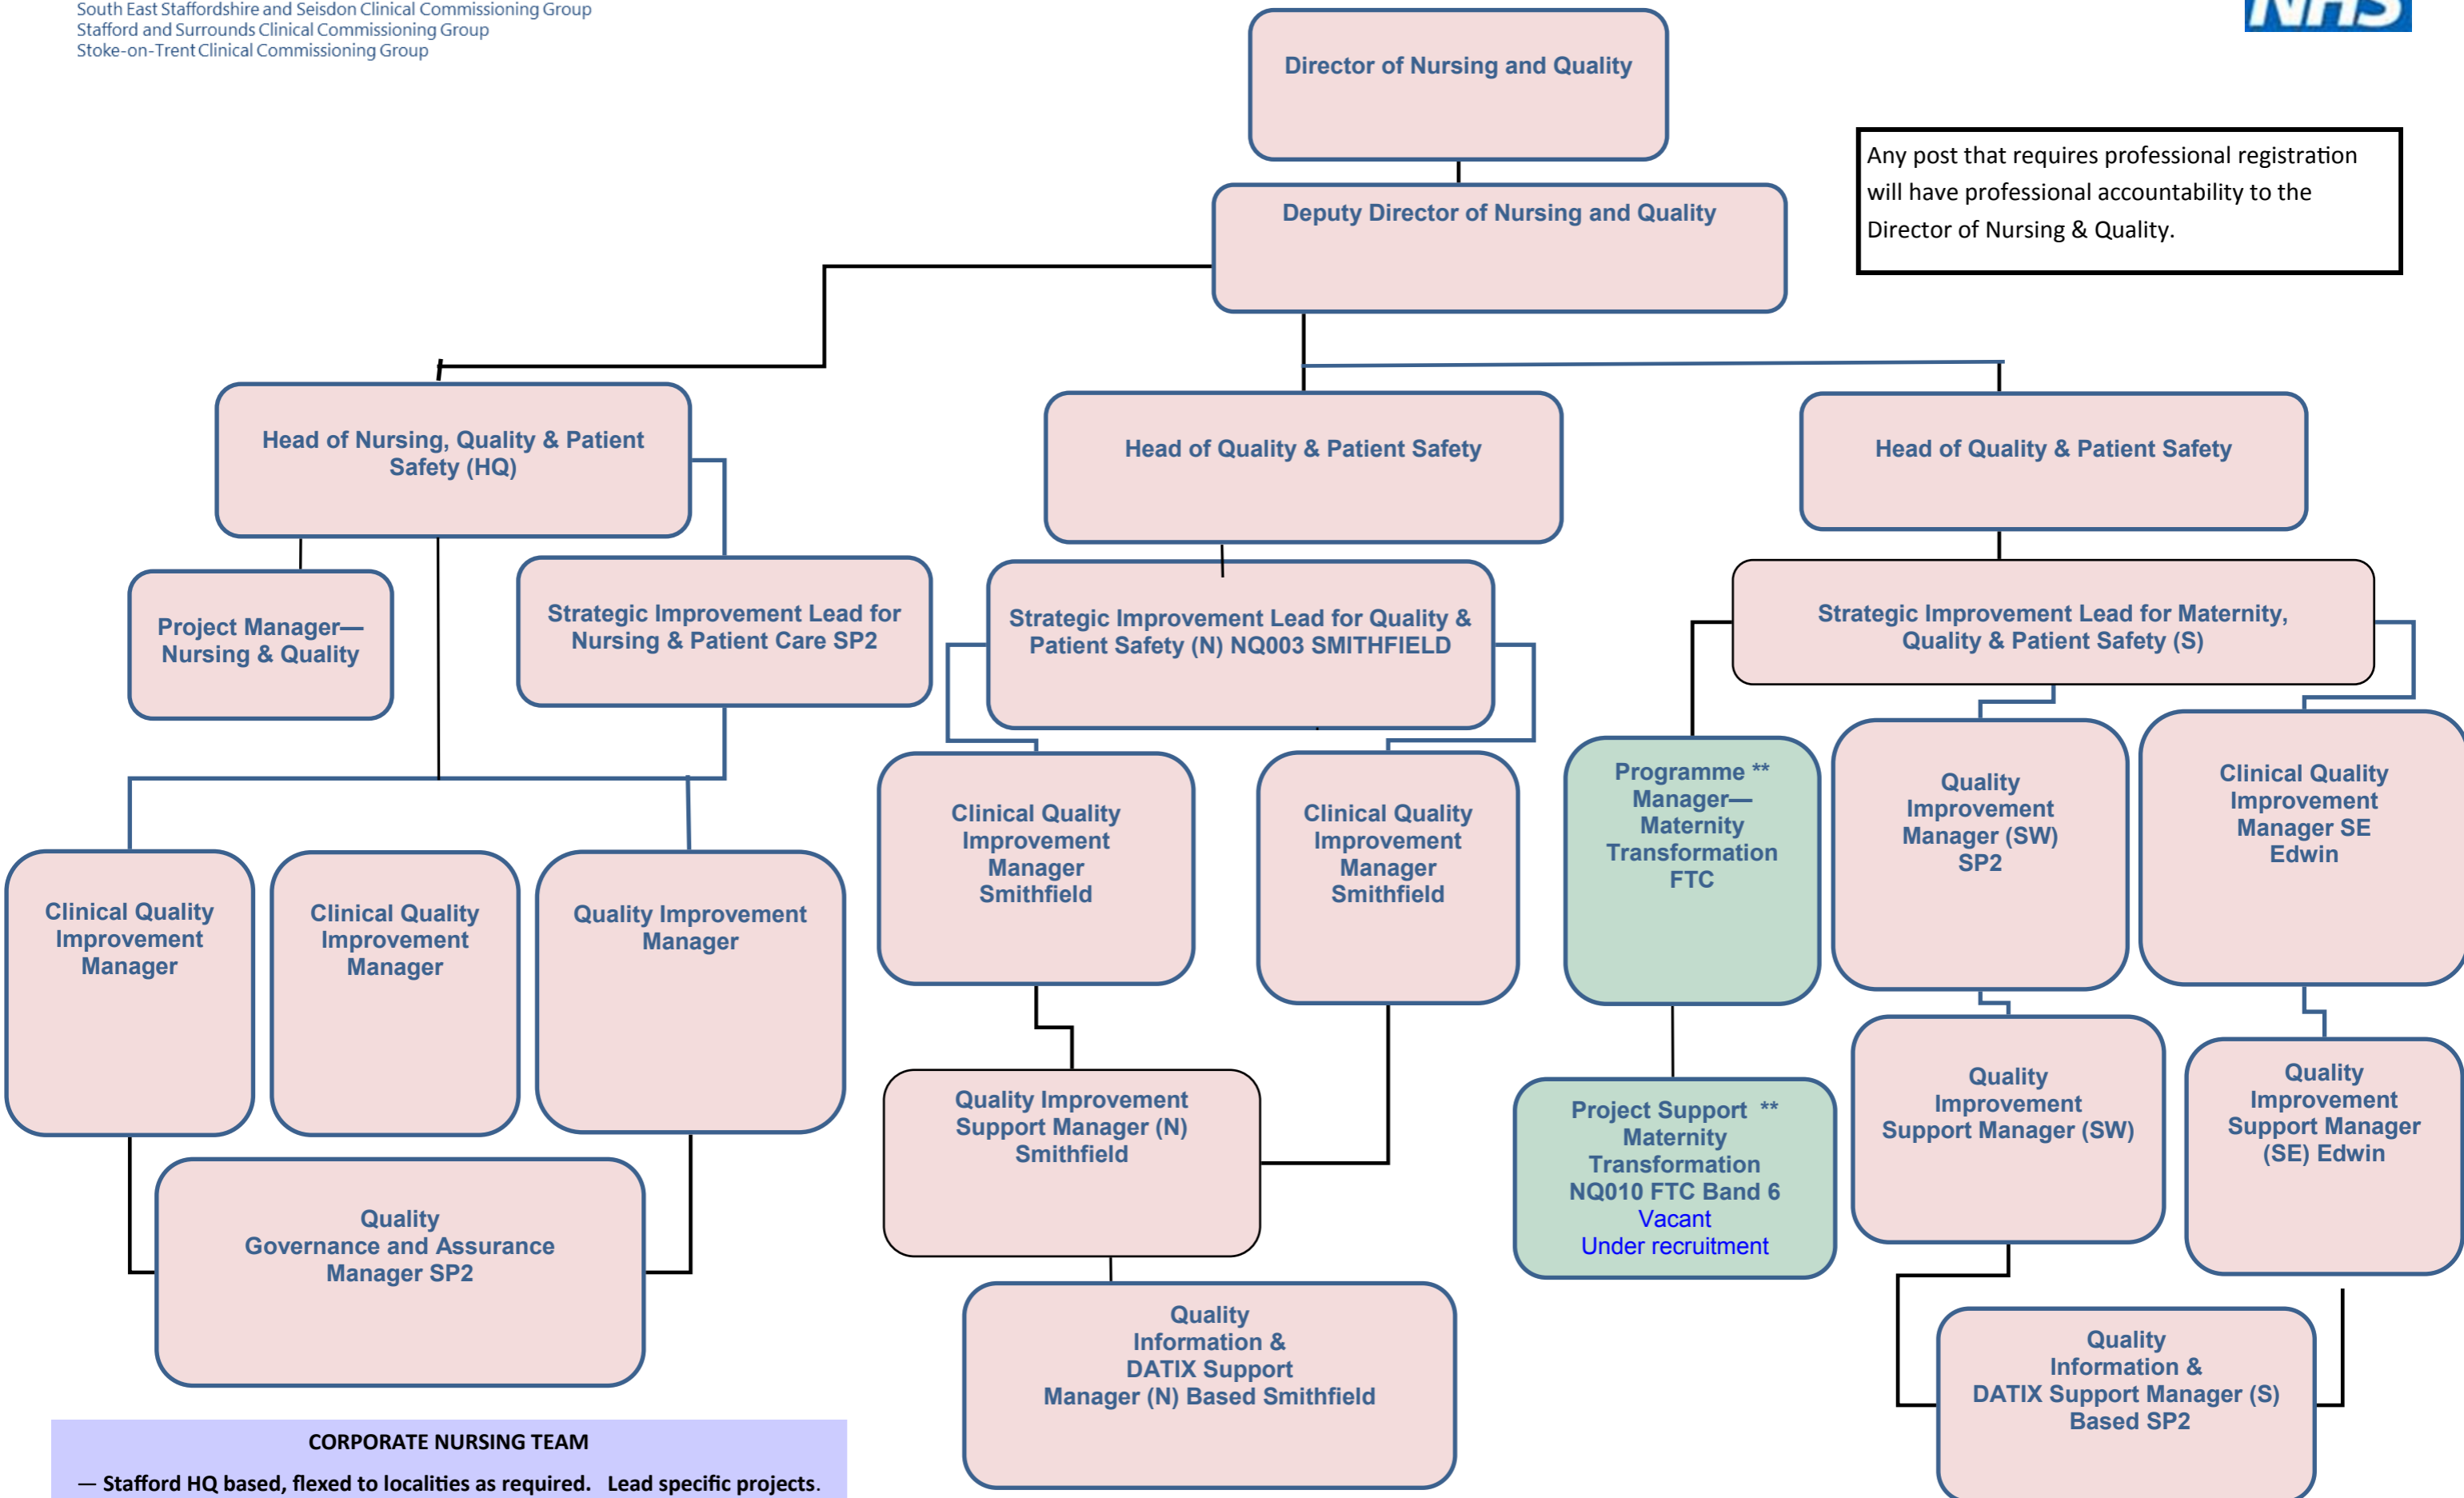 South East Staffordshire and Seisdon Clinical Commissioning Group
Stafford and Surrounds Clinical Commissioning Group
Stoke-on-Trent Clinical Commissioning Group
NHS
Director of Nursing and Quality
Any post that requires professional registration
will have professional accountability to the
Director of Nursing & Quality.
Deputy Director of Nursing and Quality
Head of Nursing, Quality & Patient
Safety (HQ)
Head of Quality & Patient Safety
Head of Quality & Patient Safety
Project Manager—
Nursing & Quality
Strategic Improvement Lead for
Nursing & Patient Care SP2
Strategic Improvement Lead for Quality &
Patient Safety (N) NQ003 SMITHFIELD
Strategic Improvement Lead for Maternity,
Quality & Patient Safety (S)
Clinical Quality
Improvement
Manager
Clinical Quality
Improvement
Manager
Quality Improvement
Manager
Clinical Quality
Improvement
Manager
Smithfield
Clinical Quality
Improvement
Manager
Smithfield
Programme **
Manager—
Maternity
Transformation
FTC
Quality
Improvement
Manager (SW)
SP2
Clinical Quality
Improvement
Manager SE
Edwin
Quality
Governance and Assurance
Manager SP2
Quality Improvement
Support Manager (N)
Smithfield
Project Support **
Maternity
Transformation
NQ010 FTC Band 6
Vacant
Under recruitment
Quality
Improvement
Support Manager (SW)
Quality
Improvement
Support Manager
(SE) Edwin
Quality
Information &
DATIX Support
Manager (N) Based Smithfield
Quality
Information &
DATIX Support Manager (S)
Based SP2
CORPORATE NURSING TEAM
— Stafford HQ based, flexed to localities as required. Lead specific projects.